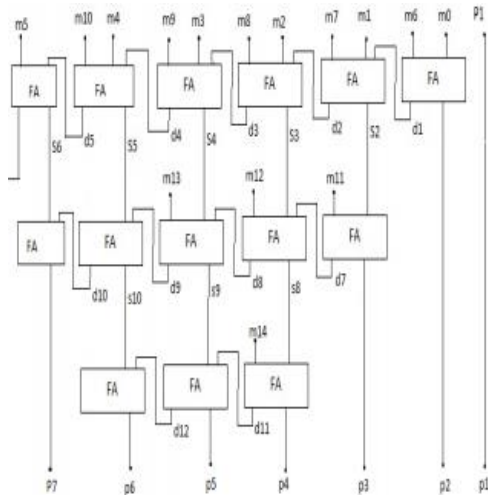 m5 m10 m4 m9 m3 m8 m2 m7 m1 m6 m0 P1
FA FA FA FA FA FA
d5 d4 d3 d2 d1
S6 S5 S4 S3 S2
m13 m12 m11
FA FA FA FA FA
d10 d9 d8 d7
s10 s9 s8
m14
FA FA FA
d12 d11
P7 p6 p5 p4 p3 p2 p1